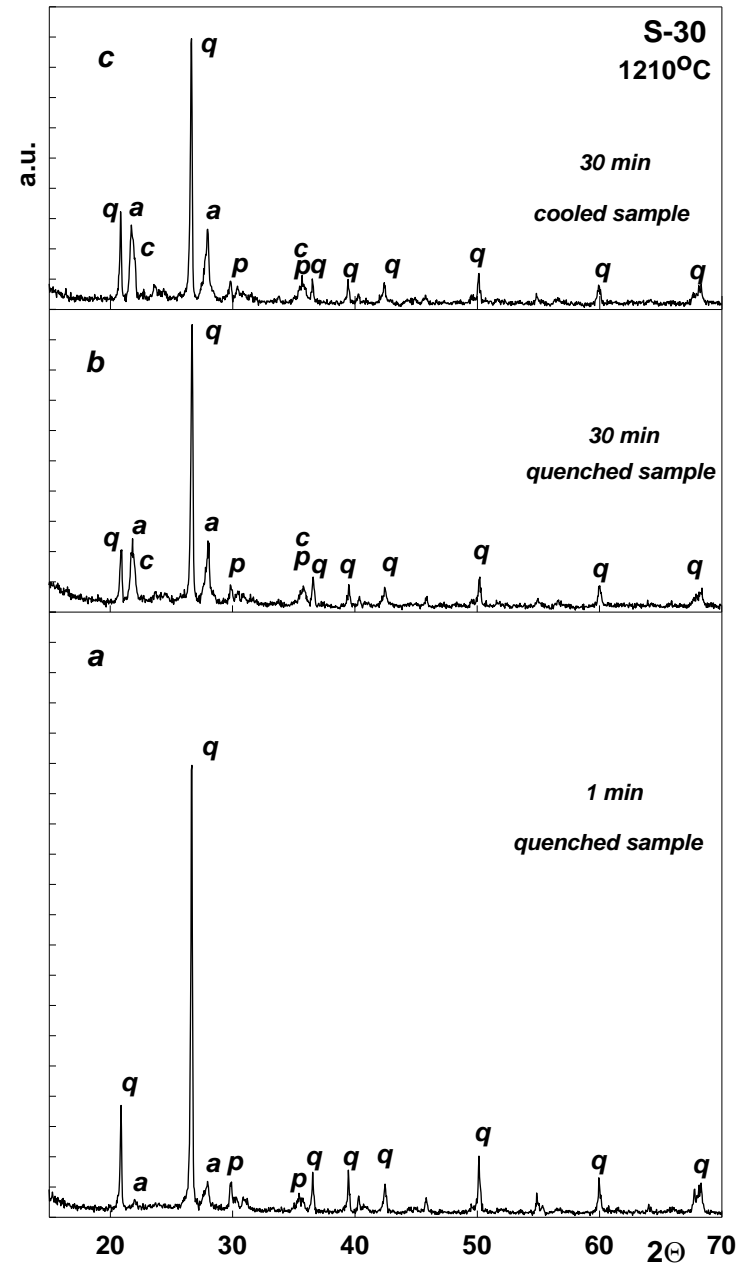 S-30
1210°C
c
q
a.u.
30 min
cooled sample
q a c a p c p q q q q q q
b
q
30 min
quenched sample
q a c a p c p q q q q q q
a
q
1 min
quenched sample
q a a p p q q q q q q
20 30 40 50 60 70
2Θ